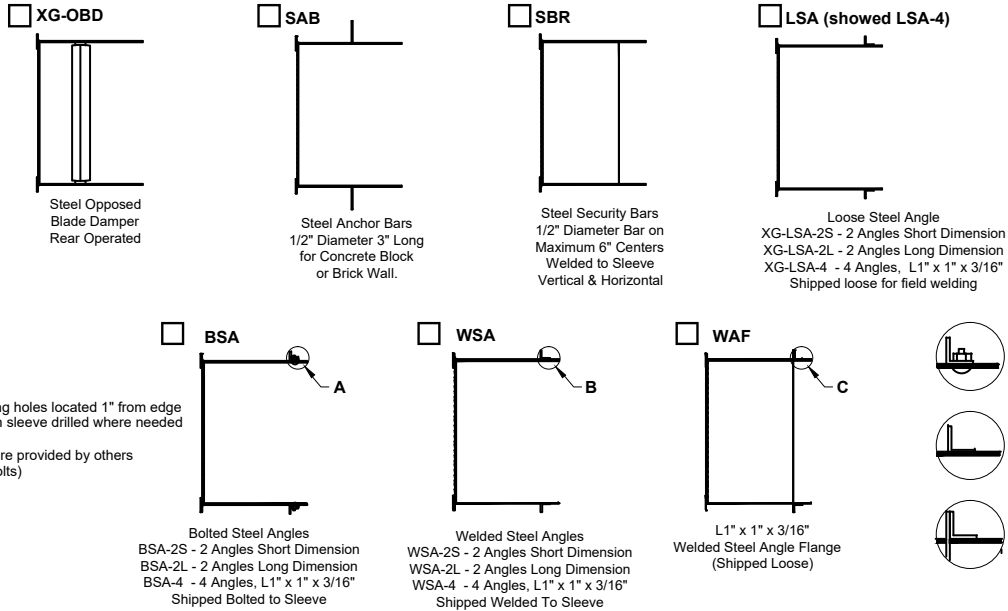 XG-OBD
Steel Opposed
Blade Damper
Rear Operated
SAB
Steel Anchor Bars
1/2" Diameter 3" Long
for Concrete Block
or Brick Wall.
SBR
Steel Security Bars
1/2" Diameter Bar on
Maximum 6" Centers
Welded to Sleeve
Vertical & Horizontal
LSA (showed LSA-4)
Loose Steel Angle
XG-LSA-2S - 2 Angles Short Dimension
XG-LSA-2L - 2 Angles Long Dimension
XG-LSA-4 - 4 Angles, L1" x 1" x 3/16"
Shipped loose for field welding
holes located 1" from edge
sleeve drilled where needed
provided by others
BSA
A
Bolted Steel Angles
BSA-2S - 2 Angles Short Dimension
BSA-2L - 2 Angles Long Dimension
BSA-4 - 4 Angles, L1" x 1" x 3/16"
Shipped Bolted to Sleeve
WSA
B
Welded Steel Angles
WSA-2S - 2 Angles Short Dimension
WSA-2L - 2 Angles Long Dimension
WSA-4 - 4 Angles, L1" x 1" x 3/16"
Shipped Welded To Sleeve
WAF
C
L1" x 1" x 3/16"
Welded Steel Angle Flange
(Shipped Loose)